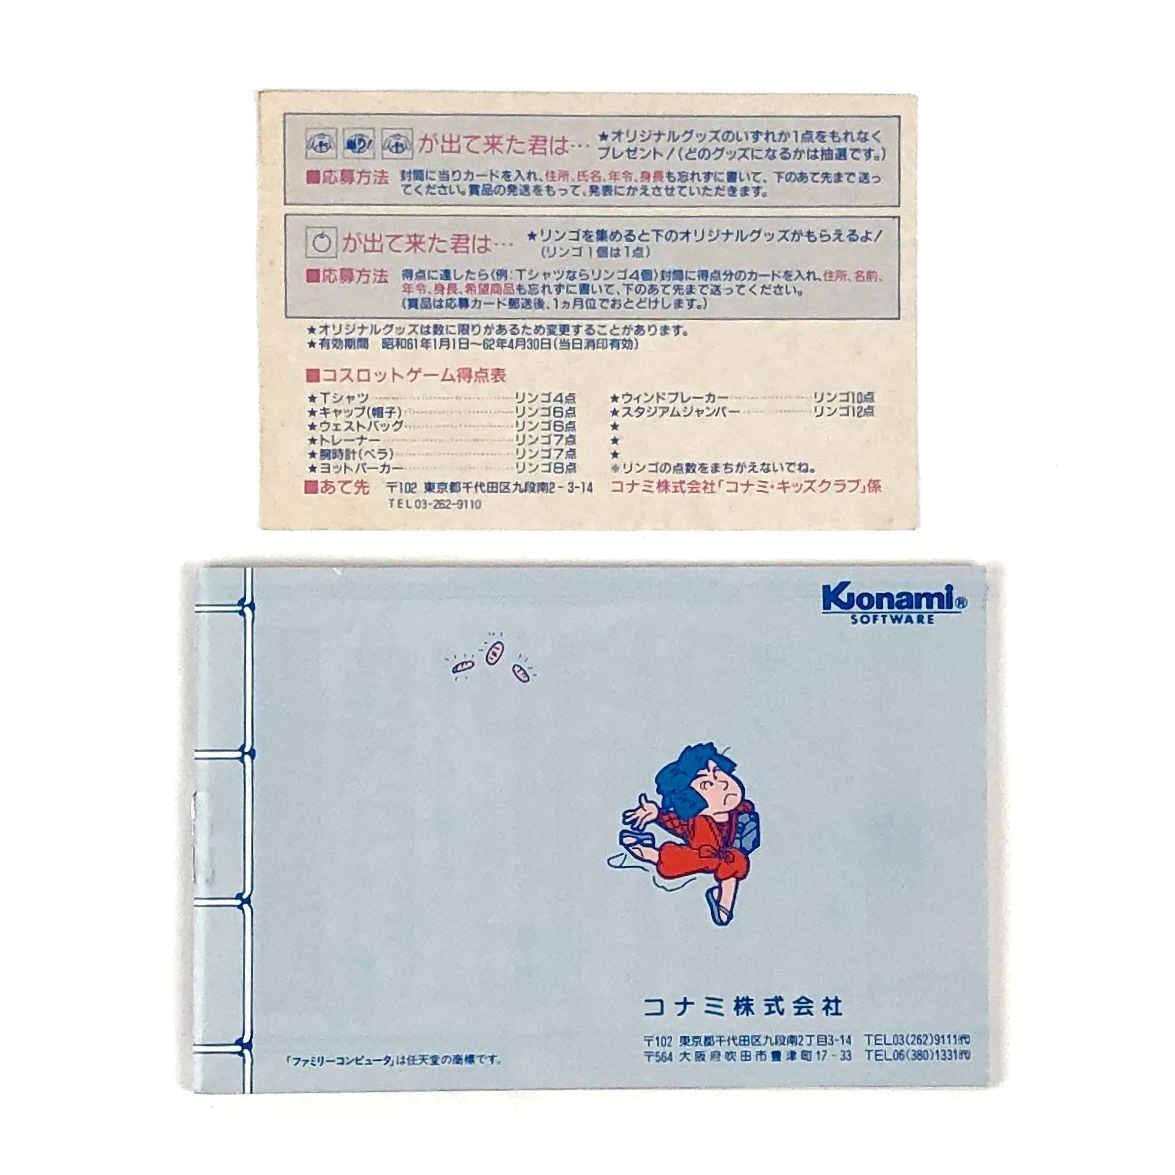 が出て来た君は… ★オリジナルグッズのいずれか1点をもれなく
プレゼント!(どのグッズになるかは抽選です。)
■応募方法 封筒に当りカードを入れ、住所、氏名、年令、身長も忘れずに書いて、下のあて先まで送っ
てください。賞品の発送をもって、発表にかえさせていただきます。
が出て来た君は… ★リンゴを集めると下のオリジナルグッズがもらえるよ!
(リンゴ1個は1点)
■応募方法 得点に達したら(例:Tシャツならリンゴ4個)封筒に得点分のカードを入れ、住所、名前、
年令、身長、希望商品も忘れずに書いて、下のあて先まで送ってください。
(賞品は応募カード郵送後、1ヵ月位でおとどけします。)
★オリジナルグッズは数に限りがあるため変更することがあります。
★有効期間 昭和61年1月1日~62年4月30日(当日消印有効)
■コスロットゲーム得点表
★Tシャツ……リンゴ4点
★キャップ(帽子)……リンゴ6点
★ウェストバッグ……リンゴ6点
★トレーナー……リンゴ7点
★腕時計(ペラ)……リンゴ7点
★ヨットパーカー……リンゴ8点
★ウィンドブレーカー……リンゴ10点
★スタジアムジャンパー……リンゴ12点
★
★
★
※リンゴの点数をまちがえないでね。
■あて先 〒102 東京都千代田区九段南2-3-14 コナミ株式会社「コナミ・キッズクラブ」係
TEL03-262-9110
Konami®
SOFTWARE
コナミ株式会社
〒102 東京都千代田区九段南2丁目3-14 TEL03(262)9111㈹
〒564 大阪府吹田市豊津町17-33 TEL06(380)1331㈹
「ファミリーコンピュータ」は任天堂の商標です。